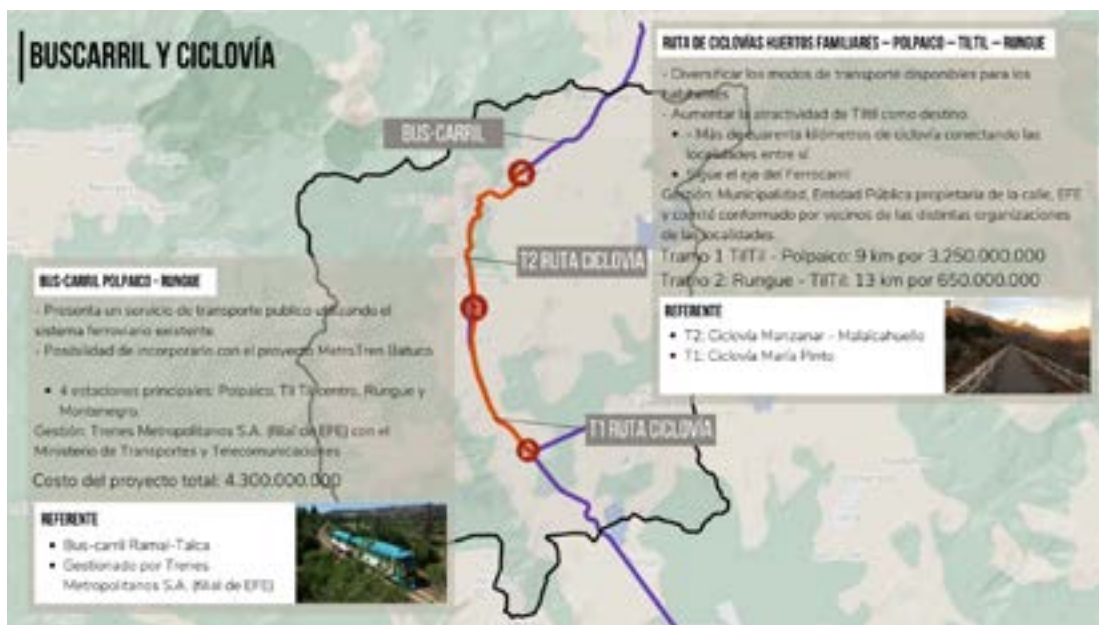 BUSCARRIL Y CICLOVÍA
RUTA DE CICLOVÍAS HUERTOS FAMILIARES – POLPAICO – TILTIL – RUNGUE
- Diversificar los modos de transporte disponibles para los
habitantes
- Aumentar la atractividad de Tiltil como destino.
- Más de cuarenta kilómetros de ciclovía conectando las
localidades entre sí
Sigue el eje del Ferrocarril
Gestión: Municipalidad, Entidad Pública propietaria de la calle, EFE
y comité conformado por vecinos de las distintas organizaciones
de las localidades
Tramo 1 TilTil - Polpaico: 9 km por 3.250.000.000
Tramo 2: Rungue - TilTil: 13 km por 650.000.000
REFERENTE
T2: Ciclovía Manzanar - Malalcahuello
T1: Ciclovía María Pinto
BUS-CARRIL
T2 RUTA CICLOVÍA
T1 RUTA CICLOVÍA
BUS-CARRIL POLPAICO - RUNGUE
- Presenta un servicio de transporte publico utilizando el
sistema ferroviario existente
- Posibilidad de incorporarlo con el proyecto MetroTren Batuco
4 estaciones principales: Polpaico, Til Til centro, Rungue y
Montenegro.
Gestión: Trenes Metropolitanos S.A. (filial de EFE) con el
Ministerio de Transportes y Telecomunicaciones
Costo del proyecto total: 4.300.000.000
REFERENTE
Bus-carril Ramal-Talca
Gestionado por Trenes
Metropolitanos S.A. (filial de EFE)